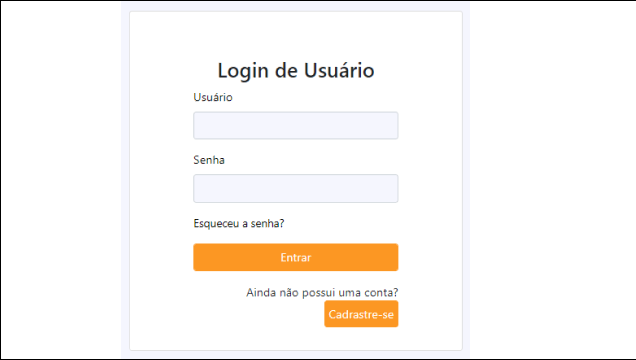 Login de Usuário
Usuário
Senha
Esqueceu a senha?
Entrar
Ainda não possui uma conta?
Cadastre-se